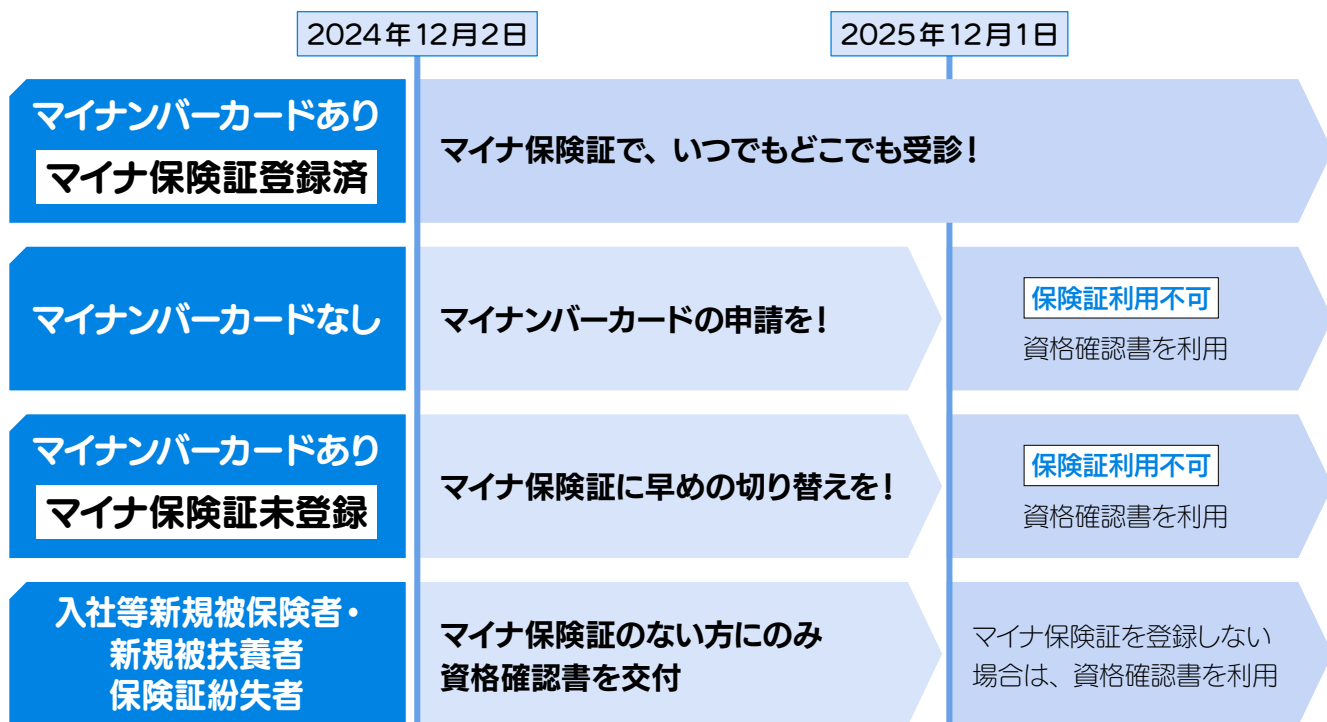 2024年12月2日
2025年12月1日
マイナンバーカードあり
マイナ保険証登録済
マイナ保険証で、いつでもどこでも受診！
マイナンバーカードなし
マイナンバーカードの申請を！
保険証利用不可
資格確認書を利用
マイナンバーカードあり
マイナ保険証未登録
マイナ保険証に早めの切り替えを！
保険証利用不可
資格確認書を利用
入社等新規被保険者・
新規被扶養者
保険証紛失者
マイナ保険証のない方にのみ
資格確認書を交付
マイナ保険証を登録しない
場合は、資格確認書を利用